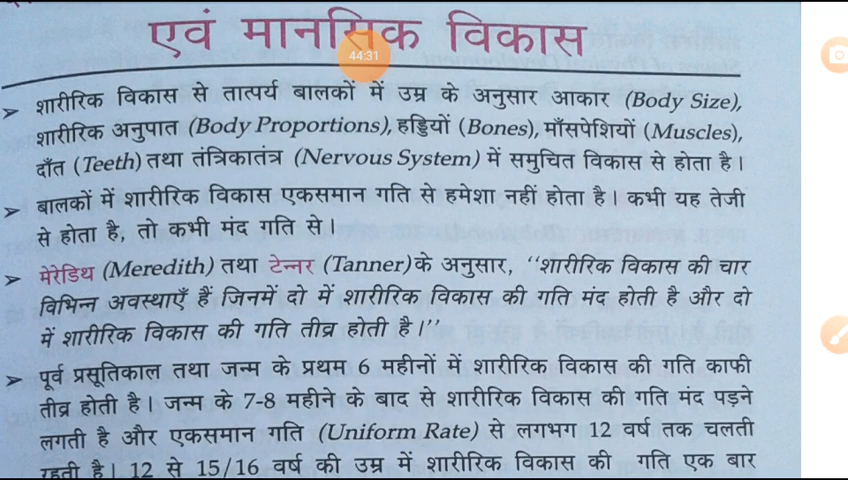 एवं मानसिक विकास
44:31
➤ शारीरिक विकास से तात्पर्य बालकों में उम्र के अनुसार आकार (Body Size),
शारीरिक अनुपात (Body Proportions), हड्डियों (Bones), माँसपेशियों (Muscles),
दाँत (Teeth) तथा तंत्रिकातंत्र (Nervous System) में समुचित विकास से होता है।
➤ बालकों में शारीरिक विकास एकसमान गति से हमेशा नहीं होता है। कभी यह तेजी
से होता है, तो कभी मंद गति से।
➤ मेरेडिथ (Meredith) तथा टेन्नर (Tanner) के अनुसार, ‘‘शारीरिक विकास की चार
विभिन्न अवस्थाएँ हैं जिनमें दो में शारीरिक विकास की गति मंद होती है और दो
में शारीरिक विकास की गति तीव्र होती है।’’
➤ पूर्व प्रसूतिकाल तथा जन्म के प्रथम 6 महीनों में शारीरिक विकास की गति काफी
तीव्र होती है। जन्म के 7-8 महीने के बाद से शारीरिक विकास की गति मंद पड़ने
लगती है और एकसमान गति (Uniform Rate) से लगभग 12 वर्ष तक चलती
रहती है। 12 से 15/16 वर्ष की उम्र में शारीरिक विकास की गति एक बार